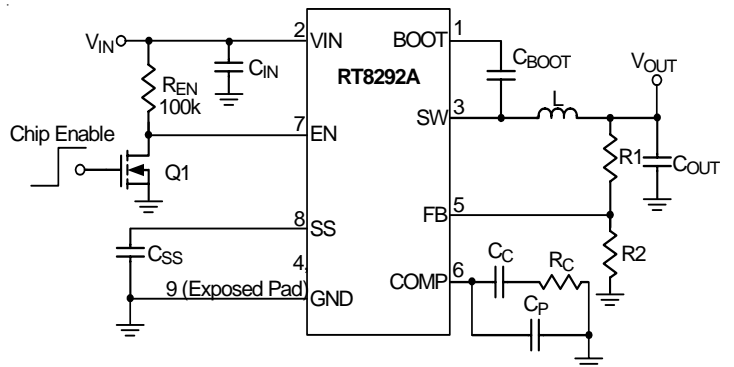 VIN
2
VIN
BOOT
1
CIN
RT8292A
CBOOT
VOUT
REN
100k
SW
3
L
7
EN
Chip Enable
Q1
R1
COUT
FB
5
8
SS
CSS
R2
4,
9 (Exposed Pad)
GND
COMP
6
CC
RC
CP